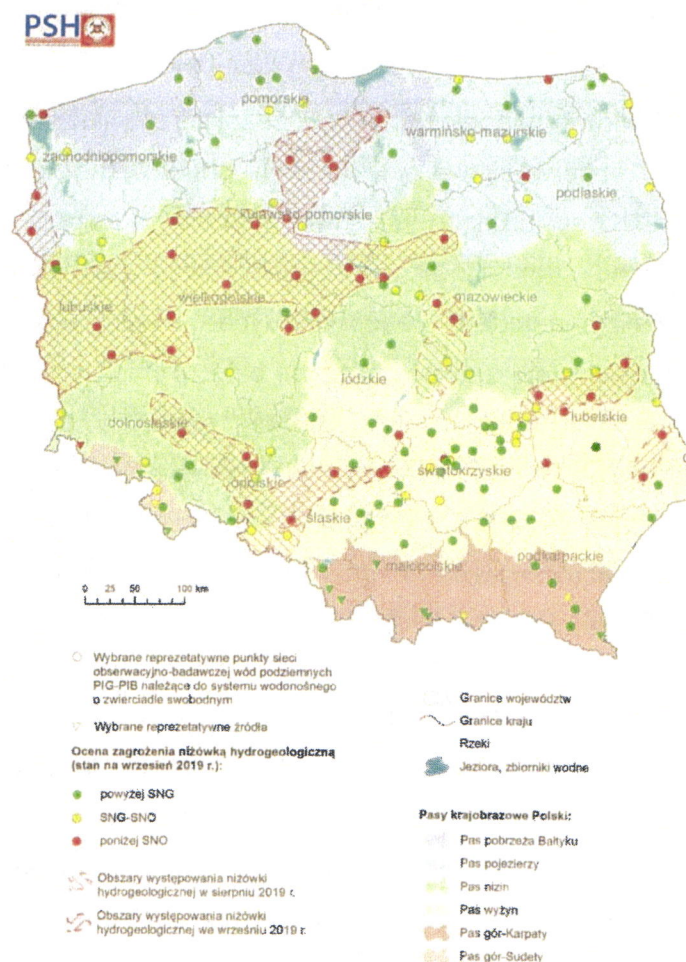 PSH
pomorskie
warmińsko-mazurskie
zachodniopomorskie
podlaskie
kujawsko-pomorskie
lubuskie
wielkopolskie
mazowieckie
łódzkie
dolnośląskie
lubelskie
świętokrzyskie
opolskie
śląskie
małopolskie
podkarpackie
0 25 50 100 km
Wybrane reprezetatywne punkty sieci
obserwacyjno-badawczej wód podziemnych
PIG-PIB należące do systemu wodonośnego
o zwierciadle swobodnym
Wybrane reprezetatywne źródła
Ocena zagrożenia niżówką hydrogeologiczną
(stan na wrzesień 2019 r.):
powyżej SNG
SNG-SNO
poniżej SNO
Obszary występowania niżówki
hydrogeologicznej w sierpniu 2019 r.
Obszary występowania niżówki
hydrogeologicznej we wrześniu 2019 r.
Granice województw
Granice kraju
Rzeki
Jeziora, zbiorniki wodne
Pasy krajobrazowe Polski:
Pas pobrzeża Bałtyku
Pas pojezierzy
Pas nizin
Pas wyżyn
Pas gór-Karpaty
Pas gór-Sudety